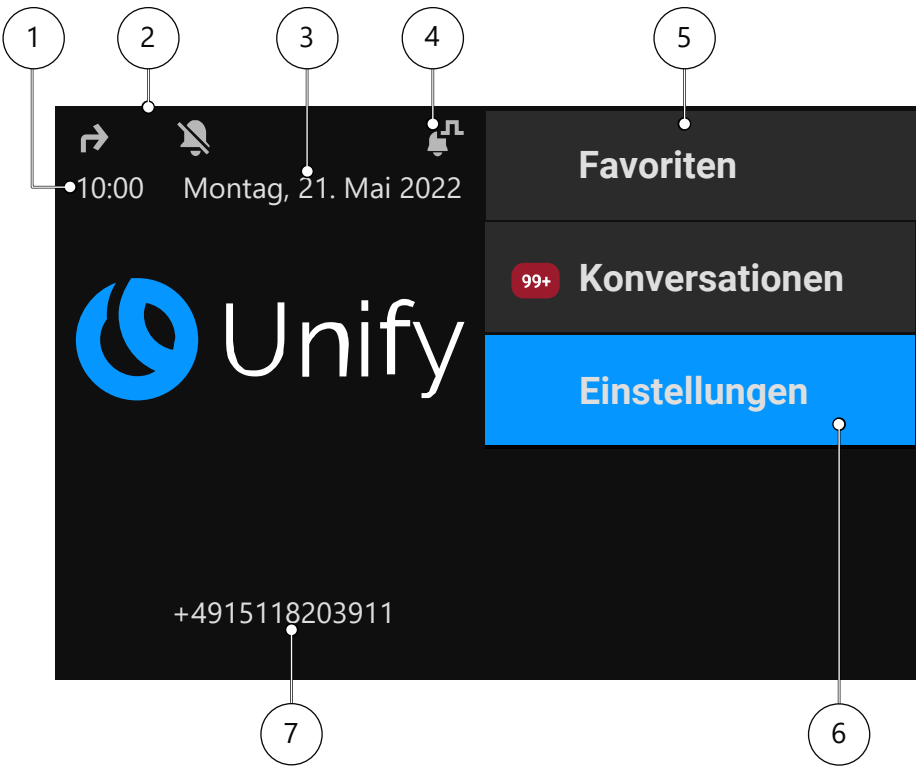 1
2
3
4
5
10:00
Montag, 21. Mai 2022
Favoriten
99+
Konversationen
Unify
Einstellungen
+4915118203911
7
6